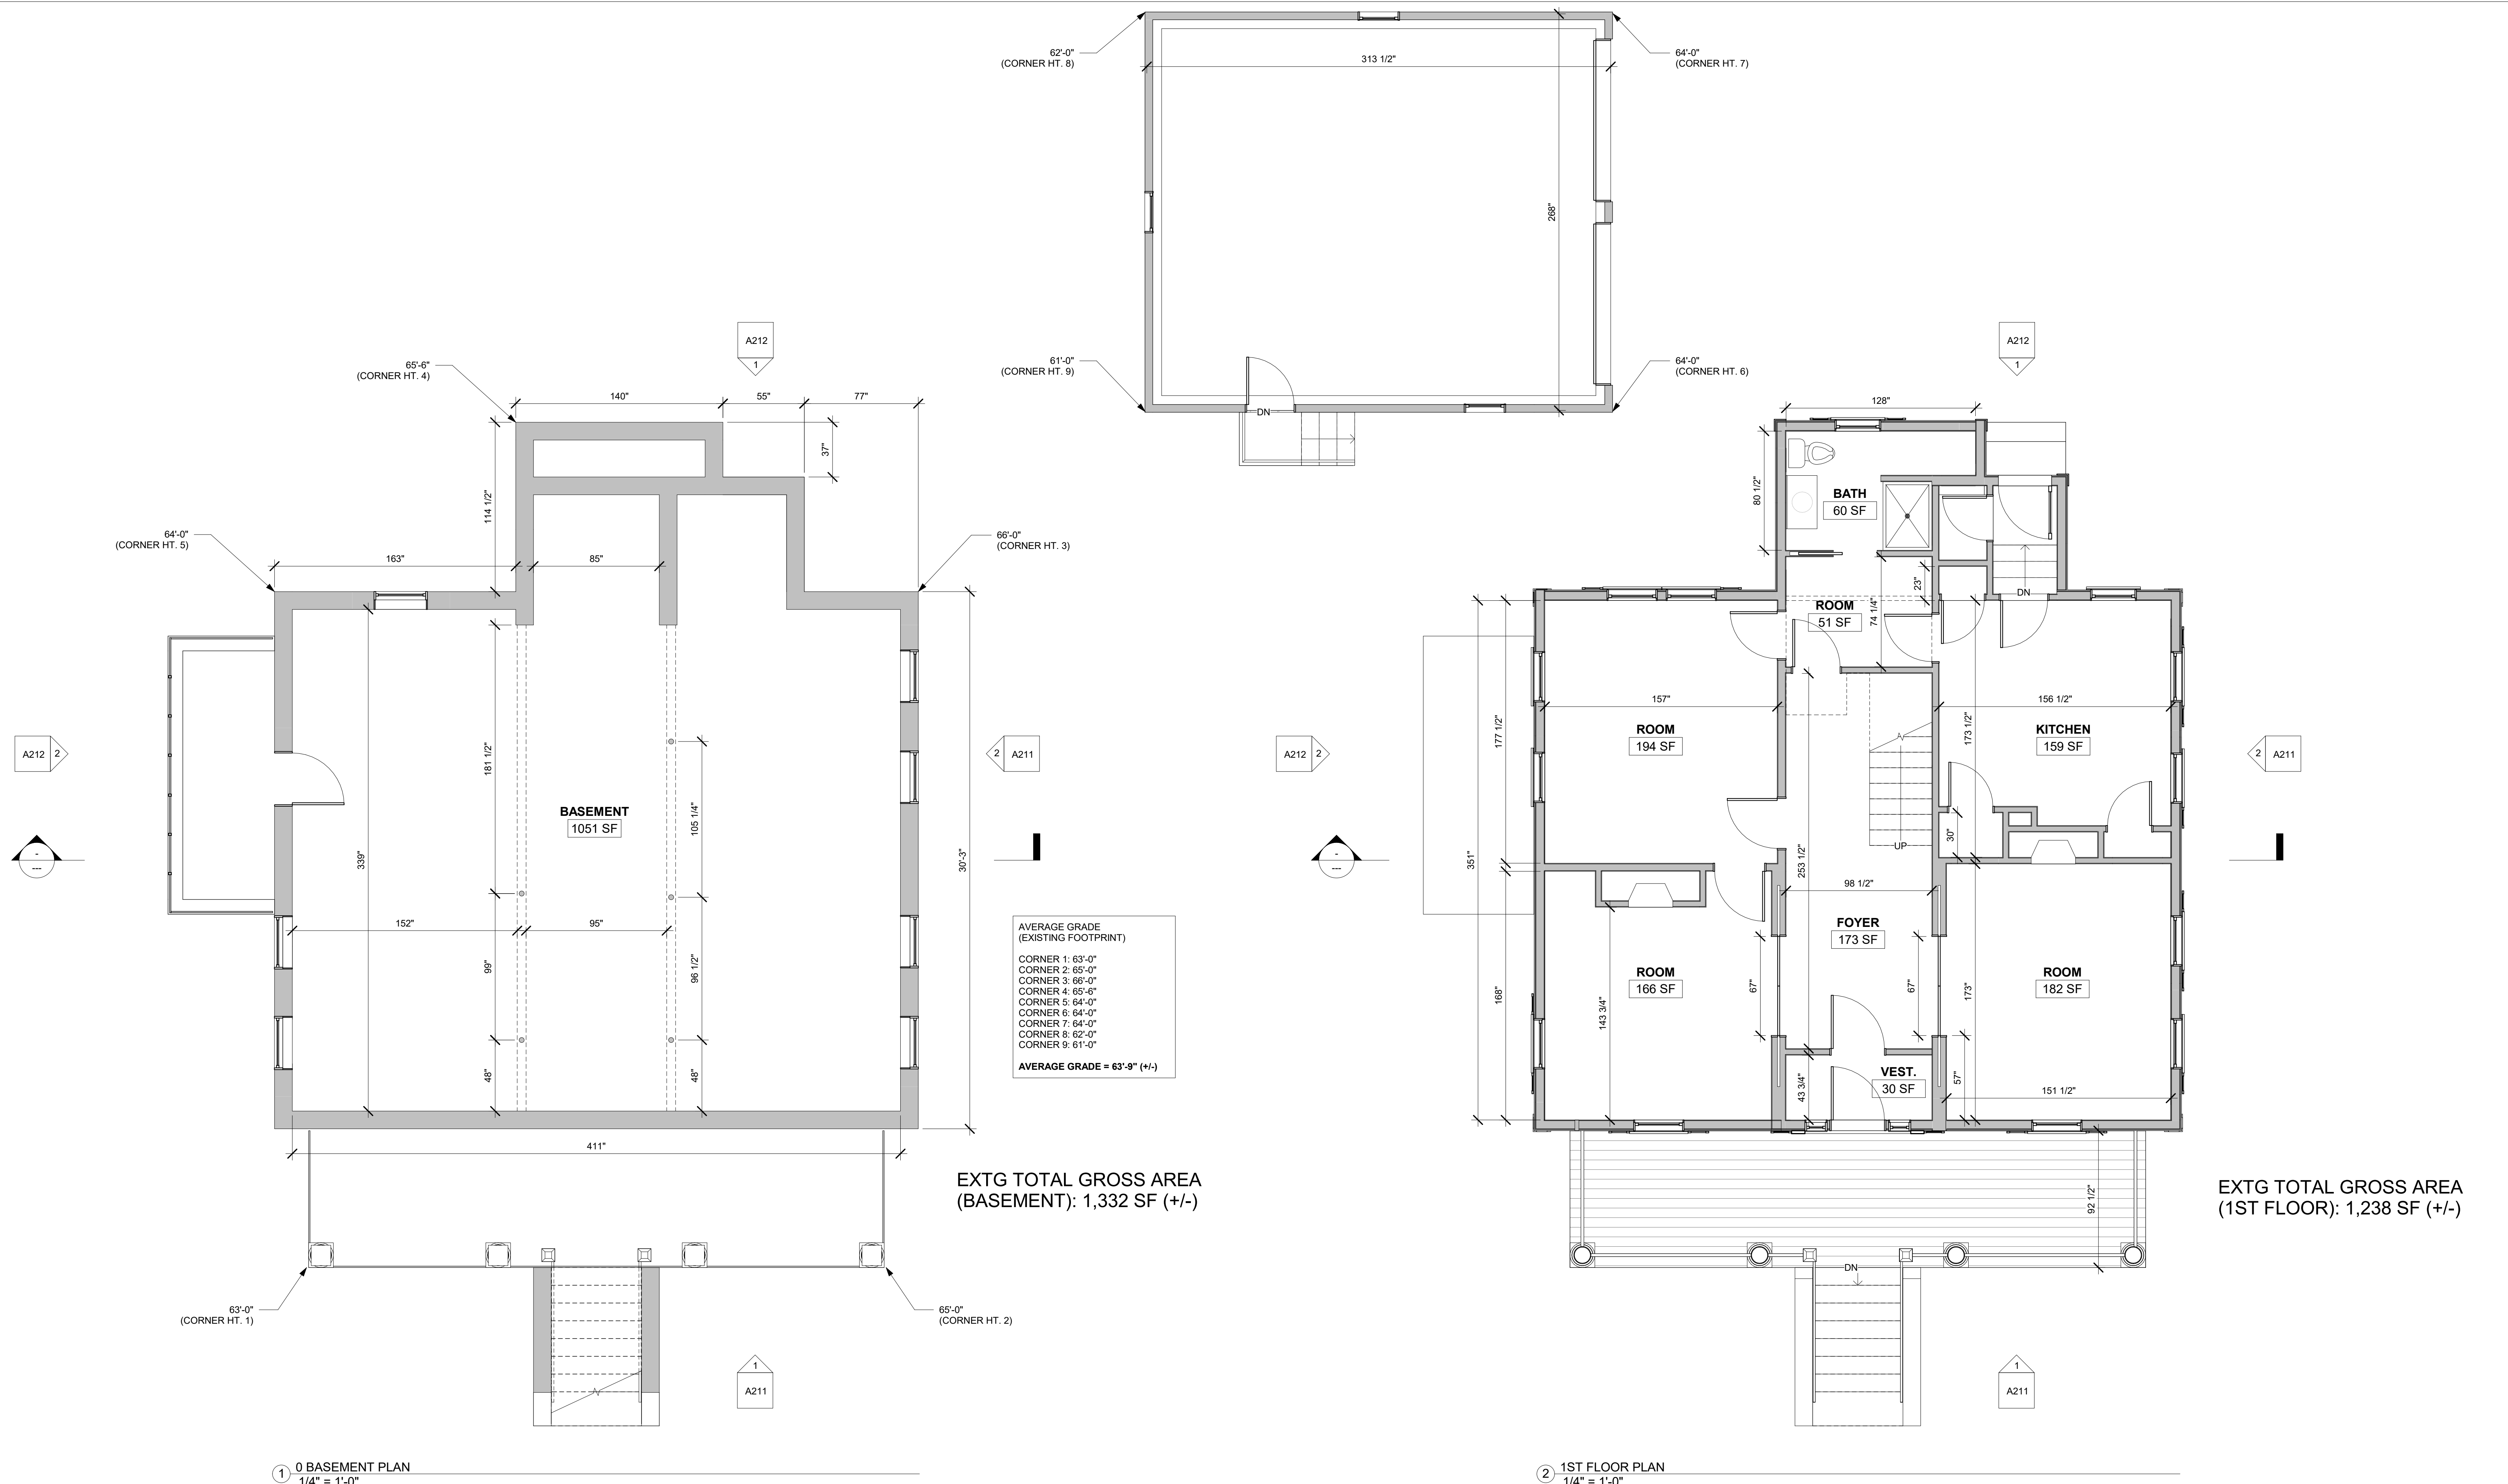 62'-0"
(CORNER HT. 8)
313 1/2"
268"
64'-0"
(CORNER HT. 7)
61'-0"
(CORNER HT. 9)
64'-0"
(CORNER HT. 6)
DN
A212
1
65'-6"
(CORNER HT. 4)
140"
55"
77"
37"
114 1/2"
64'-0"
(CORNER HT. 5)
66'-0"
(CORNER HT. 3)
163"
85"
A212
2
2
A211
181 1/2"
BASEMENT
1051 SF
105 1/4"
339"
30'-3"
-
---
152"
95"
99"
96 1/2"
48"
48"
411"
AVERAGE GRADE
(EXISTING FOOTPRINT)
CORNER 1: 63'-0"
CORNER 2: 65'-0"
CORNER 3: 66'-0"
CORNER 4: 65'-6"
CORNER 5: 64'-0"
CORNER 6: 64'-0"
CORNER 7: 64'-0"
CORNER 8: 62'-0"
CORNER 9: 61'-0"
AVERAGE GRADE = 63'-9" (+/-)
EXTG TOTAL GROSS AREA
(BASEMENT): 1,332 SF (+/-)
63'-0"
(CORNER HT. 1)
65'-0"
(CORNER HT. 2)
1
A211
1
0 BASEMENT PLAN
1/4" = 1'-0"
A212
1
128"
80 1/2"
BATH
60 SF
23"
74 1/4"
ROOM
51 SF
DN
157"
156 1/2"
177 1/2"
173 1/2"
ROOM
194 SF
KITCHEN
159 SF
A212
2
2
A211
-
---
30"
UP
351"
253 1/2"
98 1/2"
FOYER
173 SF
ROOM
166 SF
ROOM
182 SF
168"
143 3/4"
67"
67"
173"
VEST.
30 SF
43 3/4"
57"
151 1/2"
92 1/2"
DN
EXTG TOTAL GROSS AREA
(1ST FLOOR): 1,238 SF (+/-)
1
A211
2
1ST FLOOR PLAN
1/4" = 1'-0"